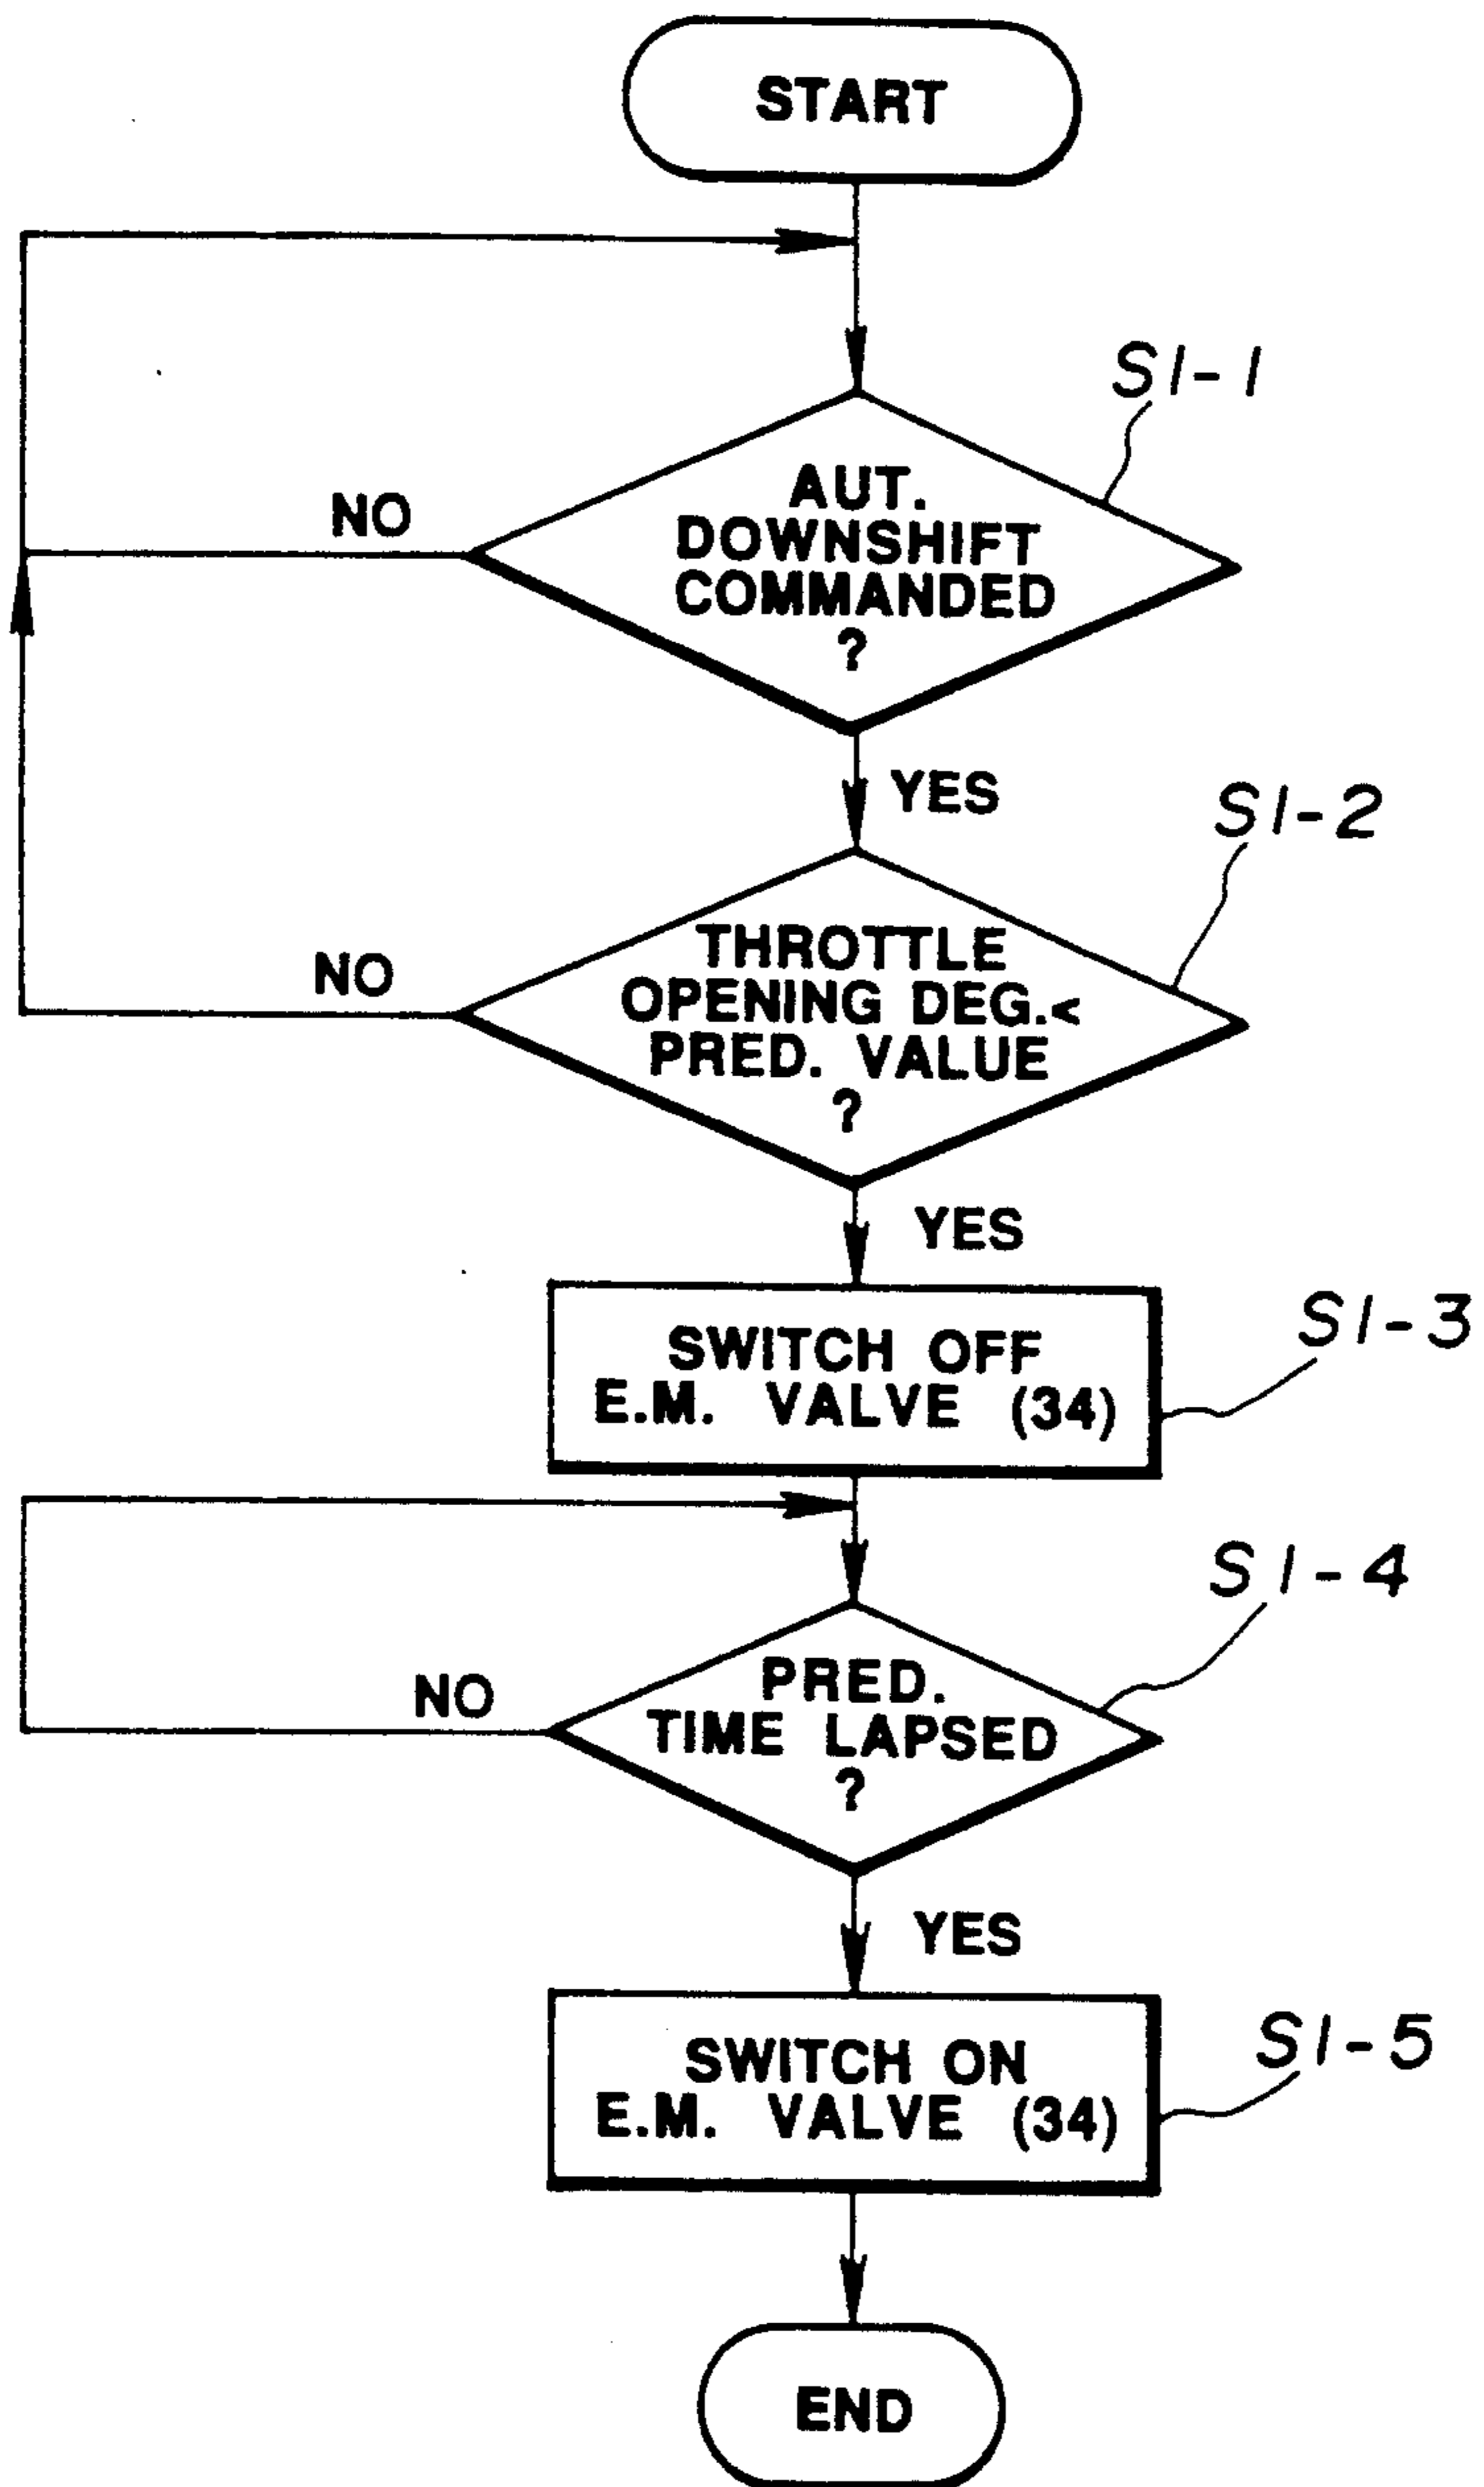 START
S1-1
AUT.
DOWNSHIFT
COMMANDED
?
NO
YES
S1-2
THROTTLE
OPENING DEG.<
PRED. VALUE
?
NO
YES
S1-3
SWITCH OFF
E.M. VALVE (34)
S1-4
PRED.
TIME LAPSED
?
NO
YES
S1-5
SWITCH ON
E.M. VALVE (34)
END